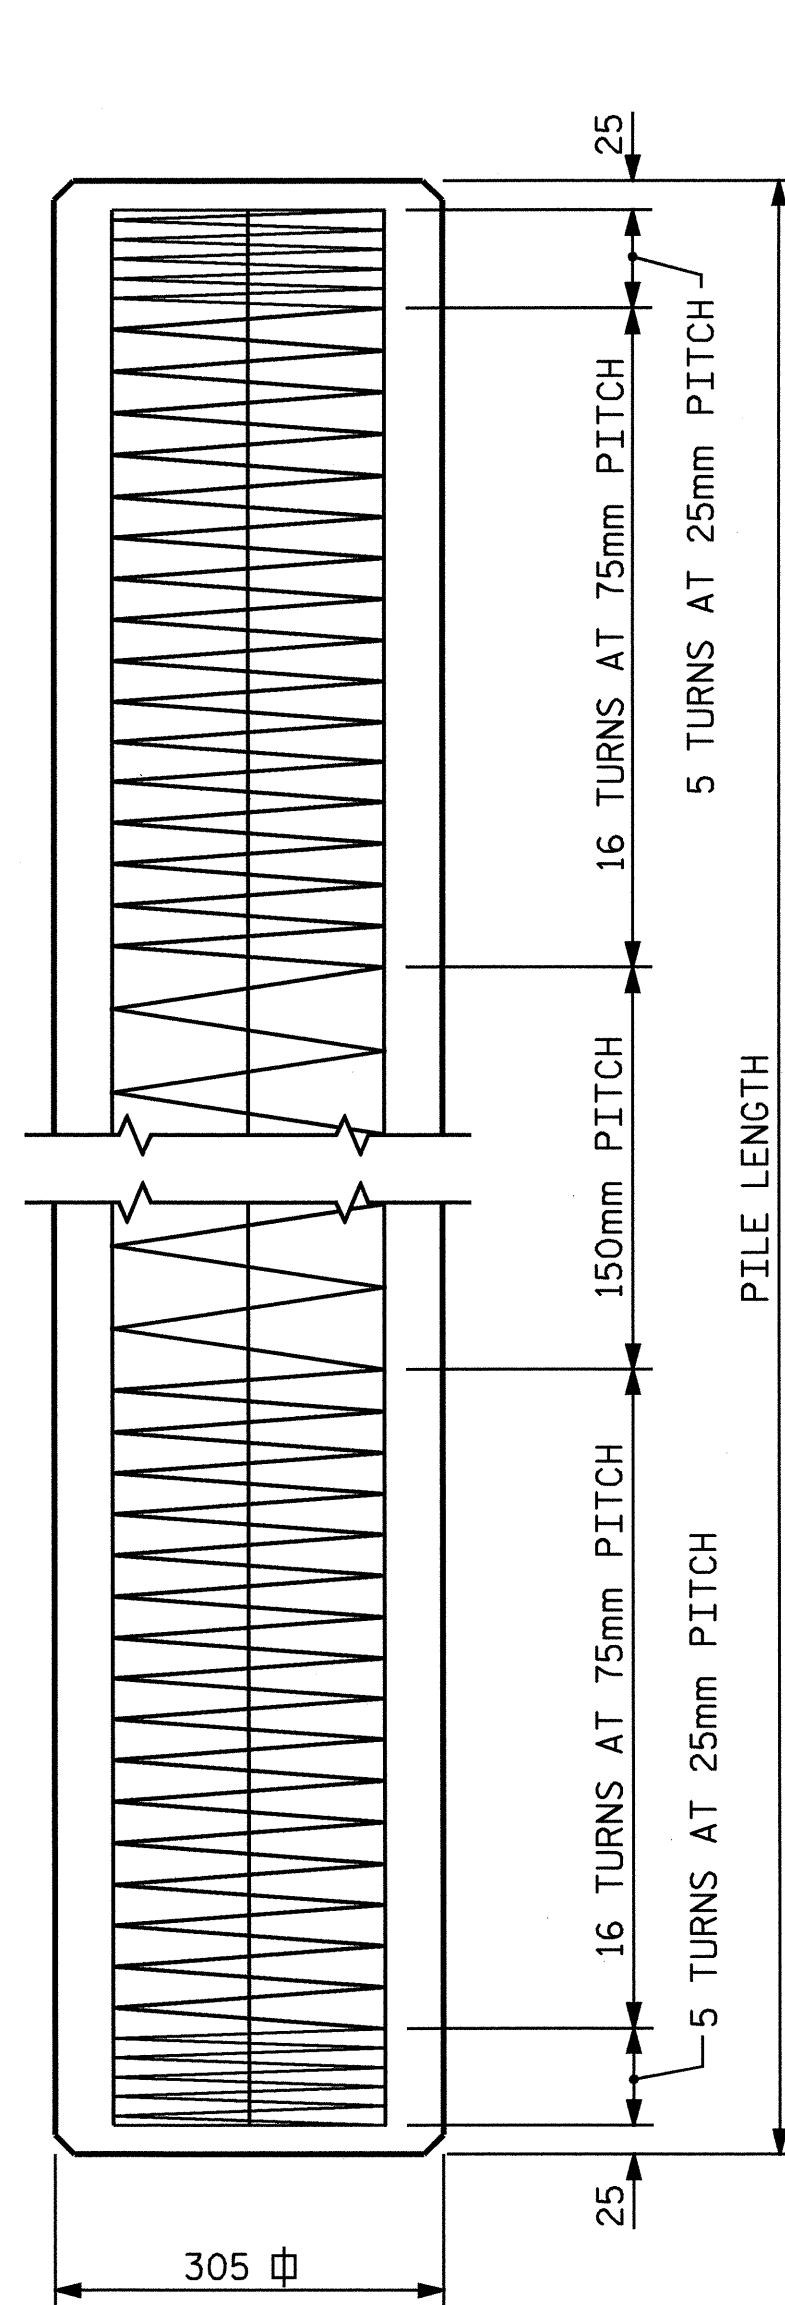 25
5 TURNS AT 25mm PITCH
16 TURNS AT 75mm PITCH
150mm PITCH
PILE LENGTH
16 TURNS AT 75mm PITCH
5 TURNS AT 25mm PITCH
25
305